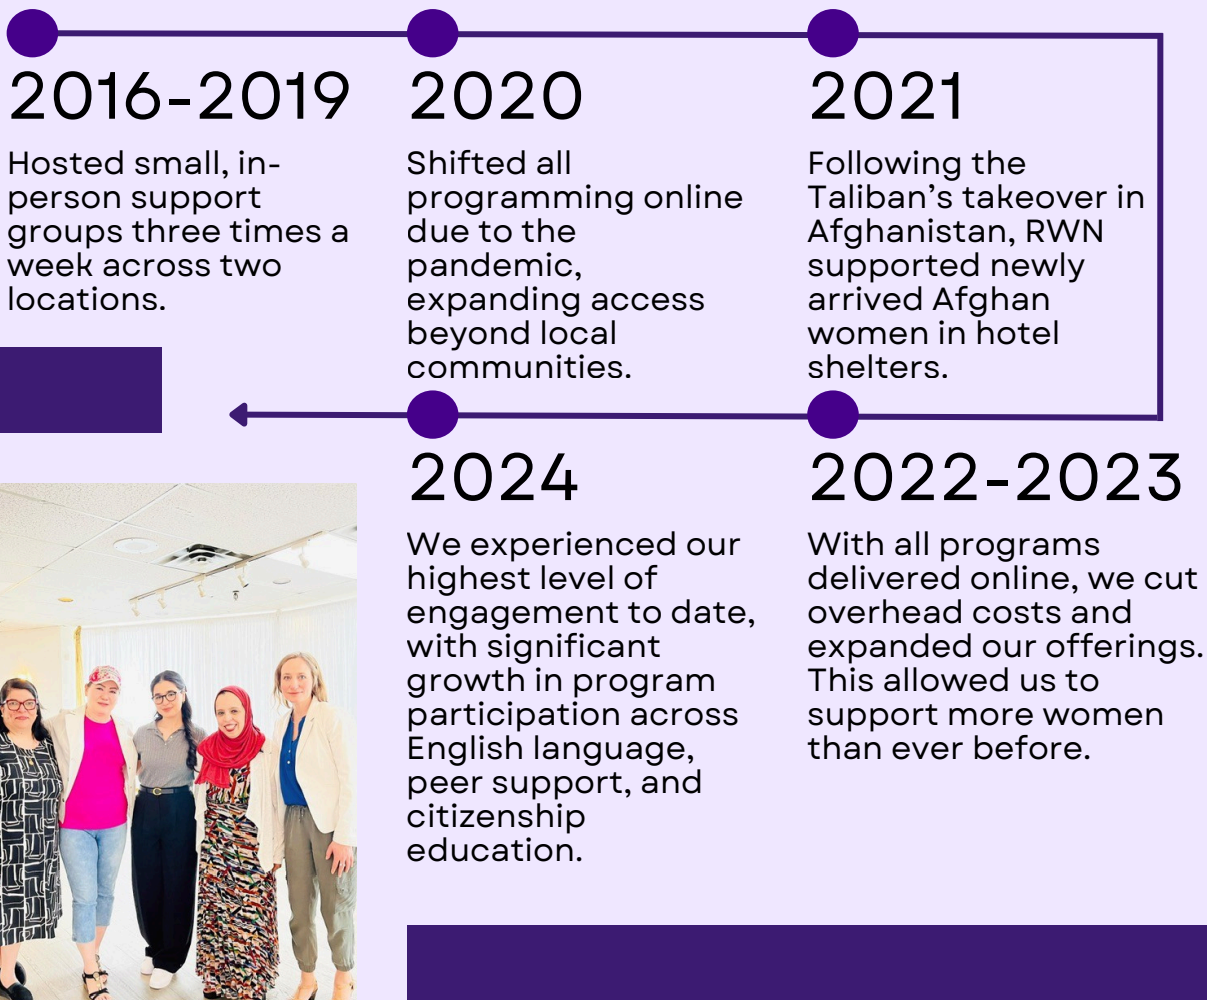 2016-2019
Hosted small, in-
person support
groups three times a
week across two
locations.
2020
Shifted all
programming online
due to the
pandemic,
expanding access
beyond local
communities.
2021
Following the
Taliban’s takeover in
Afghanistan, RWN
supported newly
arrived Afghan
women in hotel
shelters.
2022-2023
With all programs
delivered online, we cut
overhead costs and
expanded our offerings.
This allowed us to
support more women
than ever before.
2024
We experienced our
highest level of
engagement to date,
with significant
growth in program
participation across
English language,
peer support, and
citizenship
education.